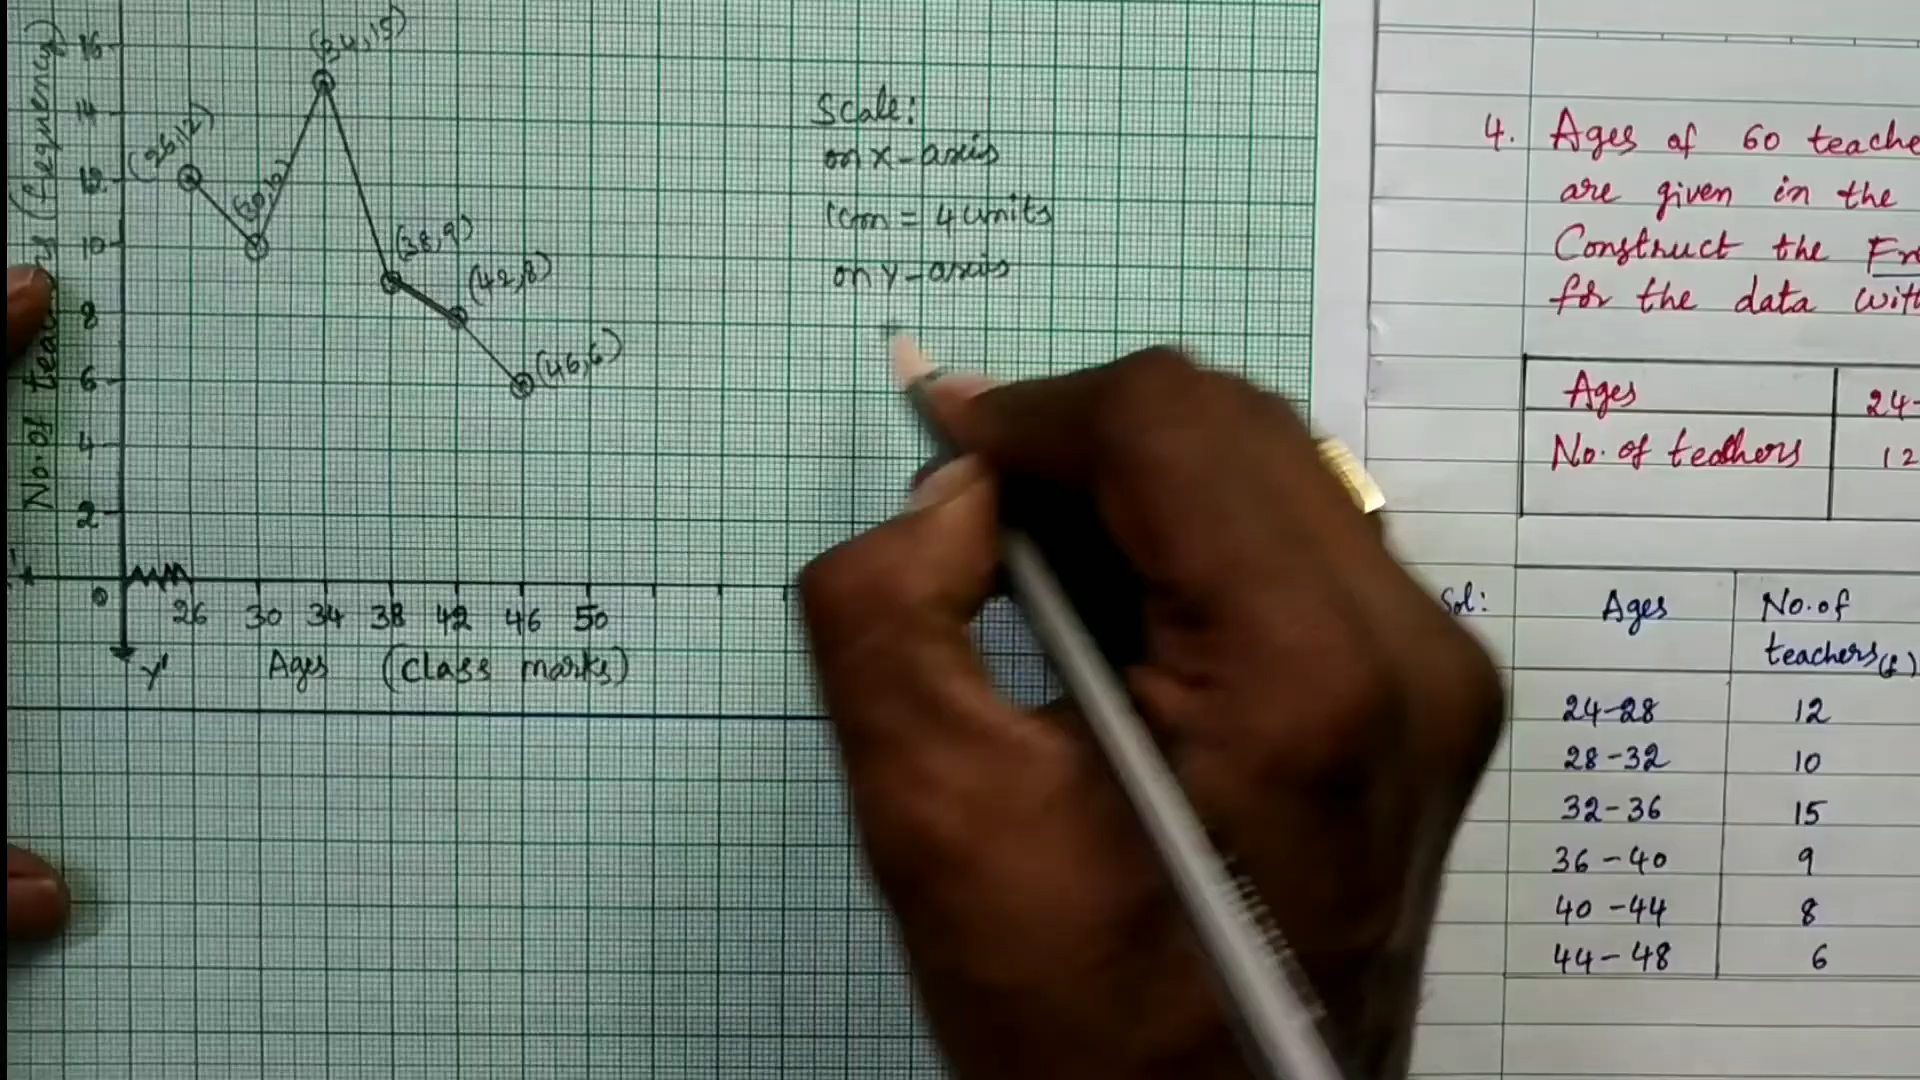 No. of teachers (frequency)
16
14
12
10
8
6
4
2
0
(26,12)
(34,15)
(38,9)
(42,8)
(46,6)
26 30 34 38 42 46 50
Y'
Ages (class marks)
Scale:
on x-axis
1cm = 4 units
on y-axis
4. Ages of 60 teache
are given in the
Construct the Fr
for the data with
Ages 24-
No. of teachers 12
Sol: Ages No. of
teachers(f)
24-28 12
28-32 10
32-36 15
36-40 9
40-44 8
44-48 6